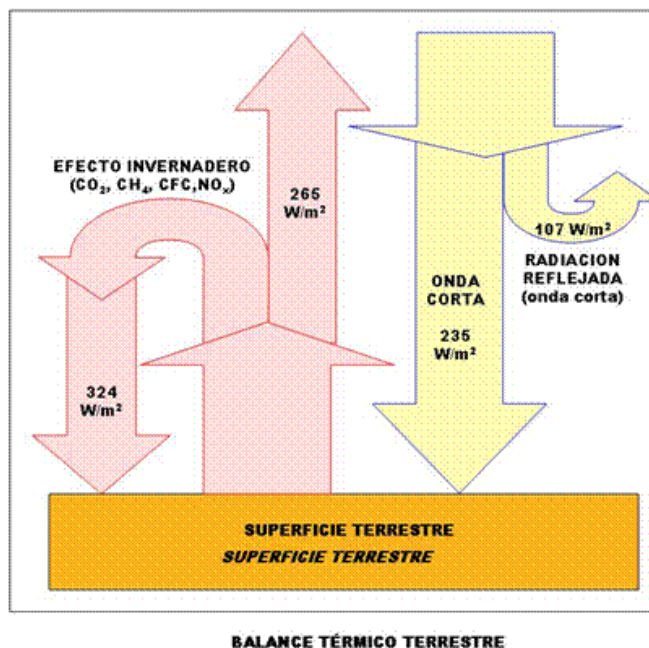 EFECTO INVERNADERO
(CO₂, CH₄, CFC,NOₓ)
265
W/m²
324
W/m²
ONDA
CORTA
235
W/m²
107 W/m²
RADIACION
REFLEJADA
(onda corta)
SUPERFICIE TERRESTRE
SUPERFICIE TERRESTRE
BALANCE TÉRMICO TERRESTRE